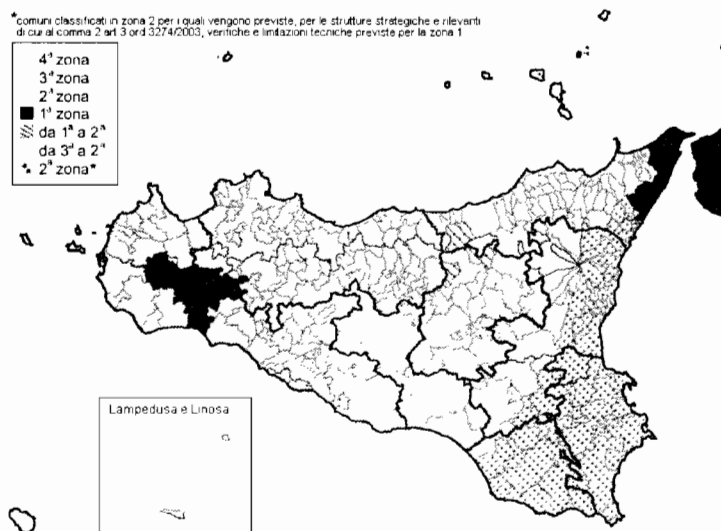 *comuni classificati in zona 2 per i quali vengono previste, per le strutture strategiche e rilevanti
di cui al comma 2 art 3 ord 3274/2003, verifiche e limitazioni tecniche previste per la zona 1
4ª zona
3ª zona
2ª zona
1ª zona
da 1ª a 2ª
da 3ª a 2ª
2ª zona*
Lampedusa e Linosa